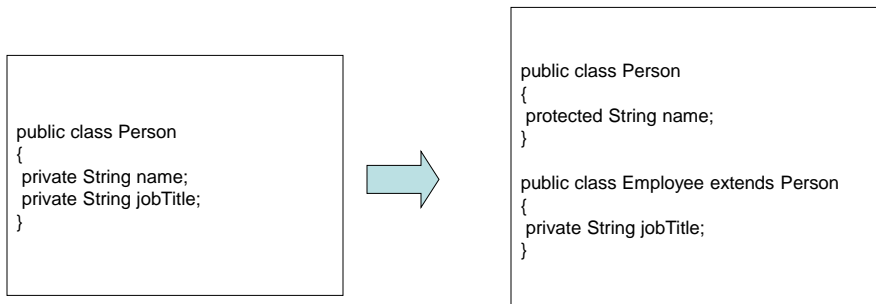 public class Person
{
private String name;
private String jobTitle;
}
public class Person
{
protected String name;
}
public class Employee extends Person
{
private String jobTitle;
}